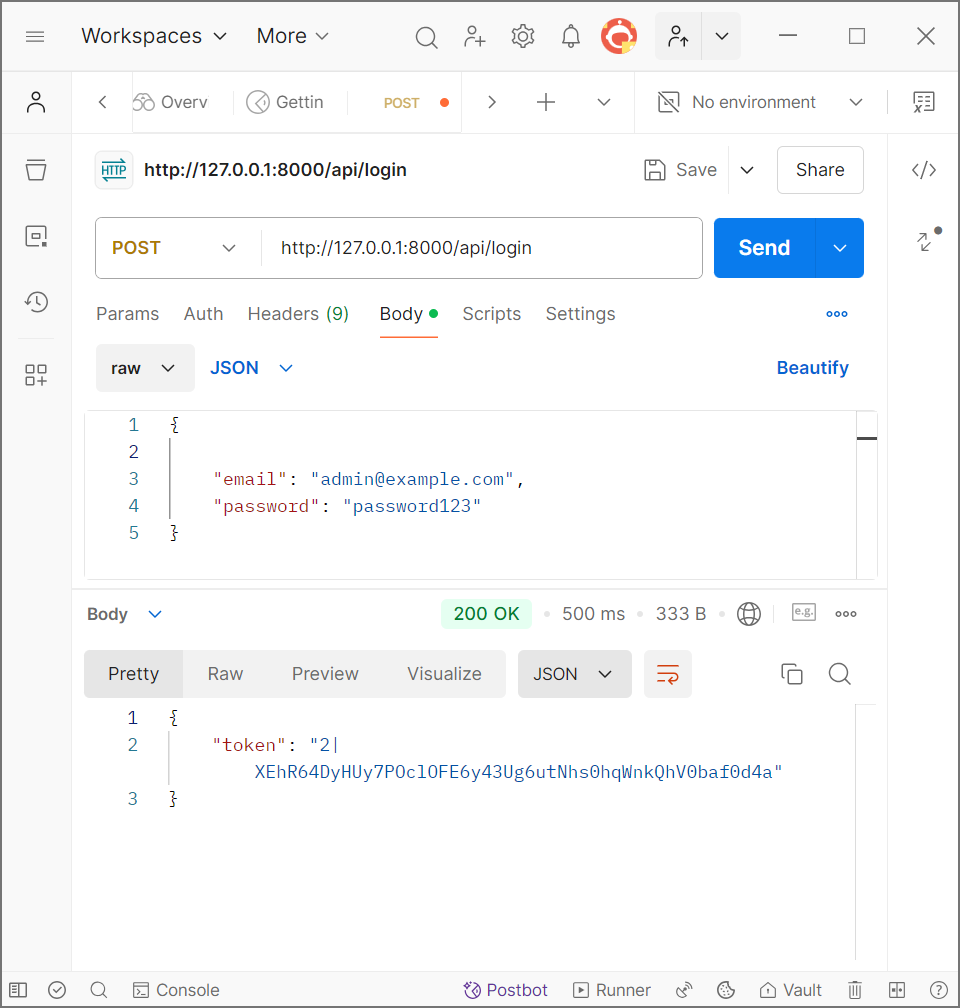 Workspaces More
Overv Gettin POST No environment
HTTP http://127.0.0.1:8000/api/login Save Share
POST http://127.0.0.1:8000/api/login Send
Params Auth Headers (9) Body Scripts Settings
raw JSON Beautify
1 {
2
3 "email": "admin@example.com",
4 "password": "password123"
5 }
Body 200 OK 500 ms 333 B e.g.
Pretty Raw Preview Visualize JSON
1 {
2 "token": "2|
XEhR64DyHUy7POclOFE6y43Ug6utNhs0hqWnkQhV0baf0d4a"
3 }
Console Postbot Runner Vault